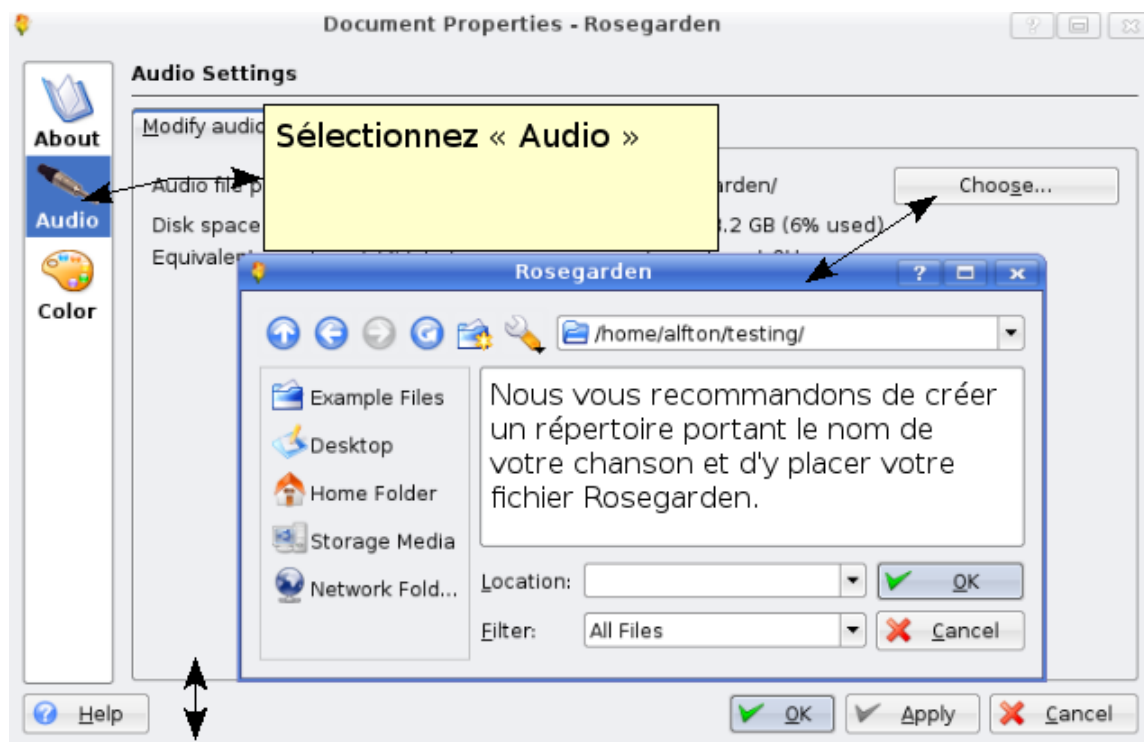 Document Properties - Rosegarden
Audio Settings
About
Audio
Color
Modify audio
Sélectionnez « Audio »
Audio file p
arden/
Choose...
Disk space
.2 GB (6% used)
Rosegarden
/home/alfton/testing/
Example Files
Desktop
Home Folder
Storage Media
Network Fold...
Nous vous recommandons de créer
un répertoire portant le nom de
votre chanson et d'y placer votre
fichier Rosegarden.
Location:
OK
Filter:
All Files
Cancel
Help
OK
Apply
Cancel